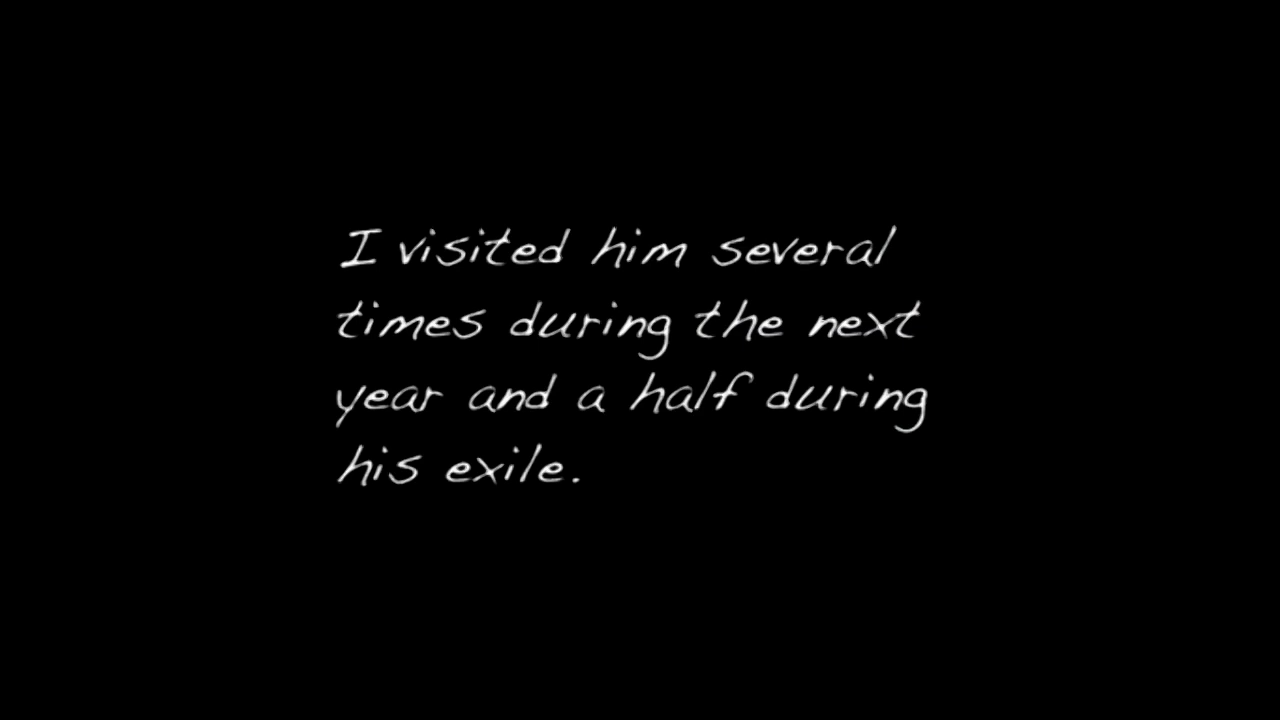 I visited him several
times during the next
year and a half during
his exile.